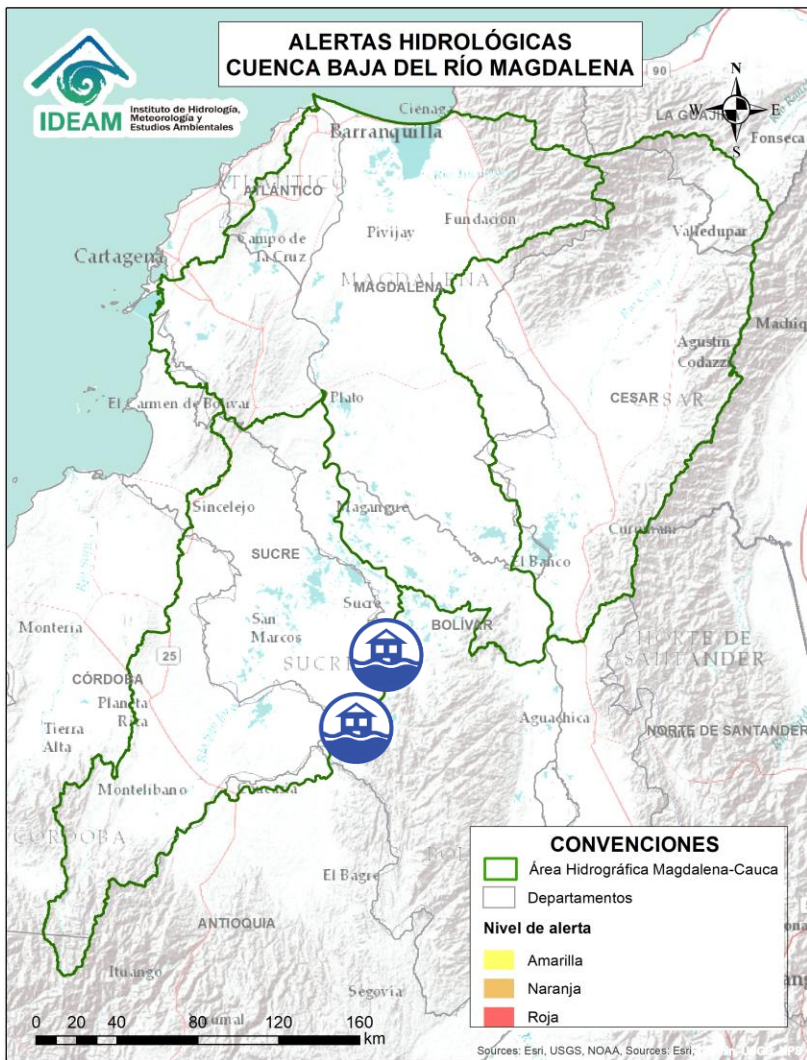 ALERTAS HIDROLÓGICAS
CUENCA BAJA DEL RÍO MAGDALENA
IDEAM
Instituto de Hidrología,
Meteorología y
Estudios Ambientales
90
N
W
E
S
LA GUAJIRA
Fonseca
Ciénaga
Barranquilla
ATLÁNTICO
Fundación
Pivijay
Valledupar
Campo de
la Cruz
Cartagena
MAGDALENA
MAGDALENA
Agustín
Codazzi
CESAR
CESAR
Plato
El Carmen de Bolívar
Sincelejo
Magangué
Curumaní
SUCRE
El Banco
Sucre
San
Marcos
BOLÍVAR
Montería
SUCRE
NORTE DE
SANTANDER
25
CÓRDOBA
Planeta
Rica
Aguachica
Tierra
Alta
NORTE DE SANTANDER
Montelíbano
CÓRDOBA
El Bagre
ANTIOQUIA
Ituango
Segovia
CONVENCIONES
Área Hidrográfica Magdalena-Cauca
Departamentos
Nivel de alerta
Amarilla
Naranja
Roja
0 20 40 80 120 160
km
Sources: Esri, USGS, NOAA, Sources: Esri,